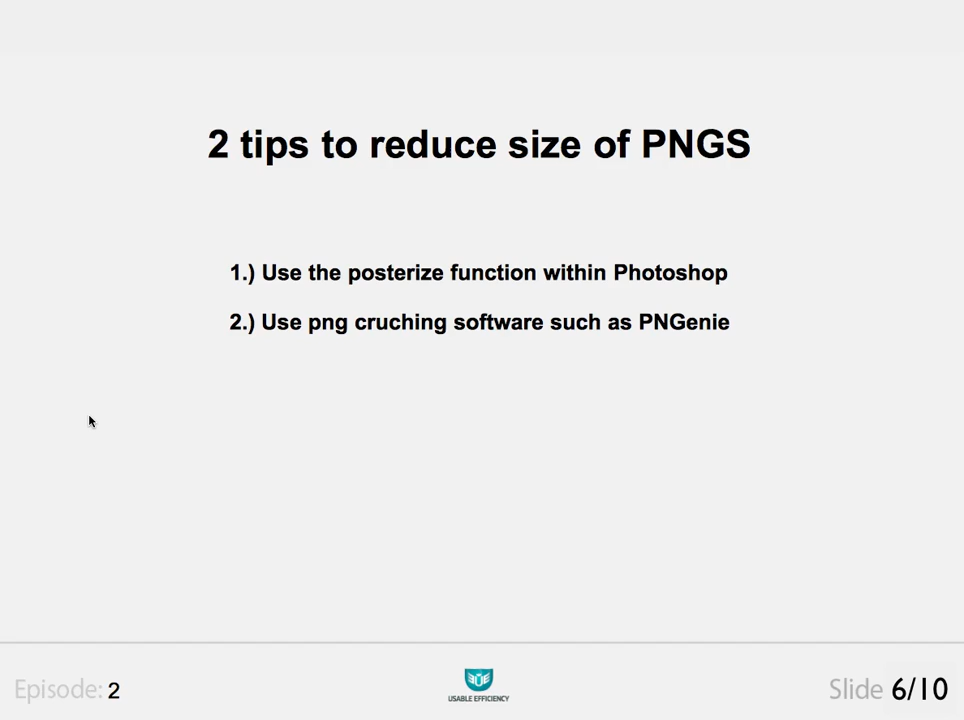 2 tips to reduce size of PNGS
1.) Use the posterize function within Photoshop
2.) Use png cruching software such as PNGenie
Episode: 2
USABLE EFFICIENCY
Slide 6/10